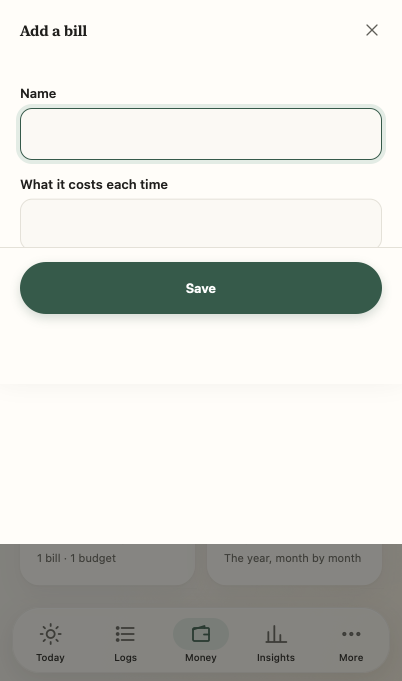 Add a bill
Name
What it costs each time
Save
1 bill · 1 budget
The year, month by month
Today
Logs
Money
Insights
More